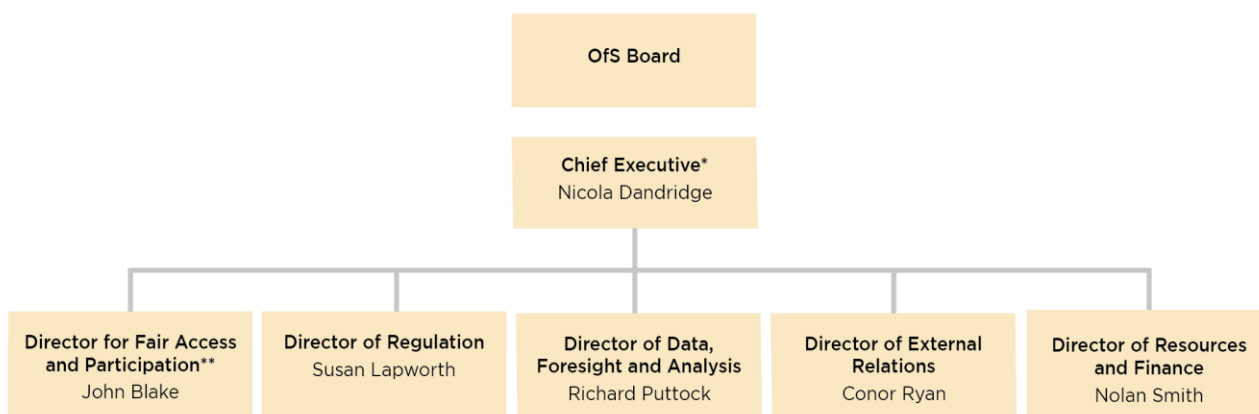 OfS Board
Chief Executive*
Nicola Dandridge
Director for Fair Access
and Participation**
John Blake
Director of Regulation
Susan Lapworth
Director of Data,
Foresight and Analysis
Richard Puttock
Director of External
Relations
Conor Ryan
Director of Resources
and Finance
Nolan Smith